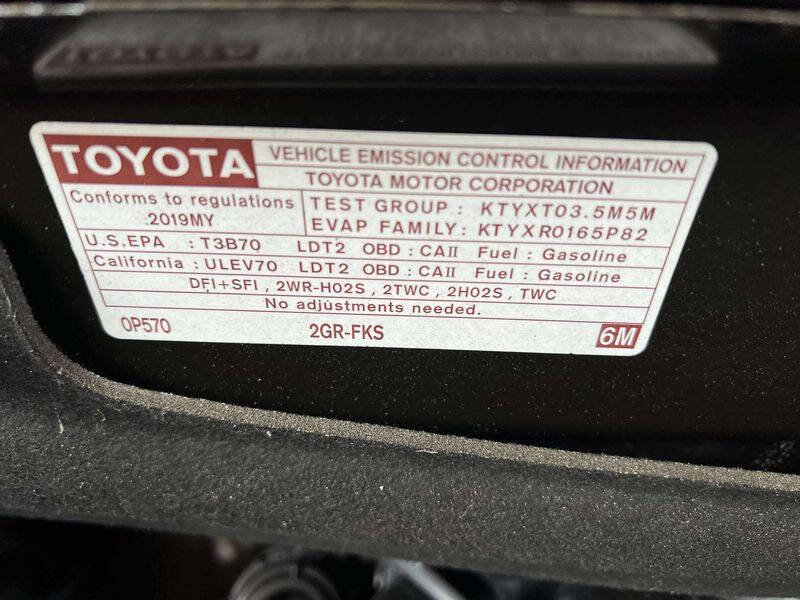 TOYOTA
VEHICLE EMISSION CONTROL INFORMATION
TOYOTA MOTOR CORPORATION
Conforms to regulations
2019MY
TEST GROUP : KTYXT03.5M5M
EVAP FAMILY: KTYXR0165P82
U.S.EPA : T3B70 LDT2 OBD : CAII Fuel : Gasoline
California : ULEV70 LDT2 OBD : CAII Fuel : Gasoline
DFI+SFI , 2WR-HO2S , 2TWC , 2HO2S , TWC
No adjustments needed.
0P570 2GR-FKS 6M